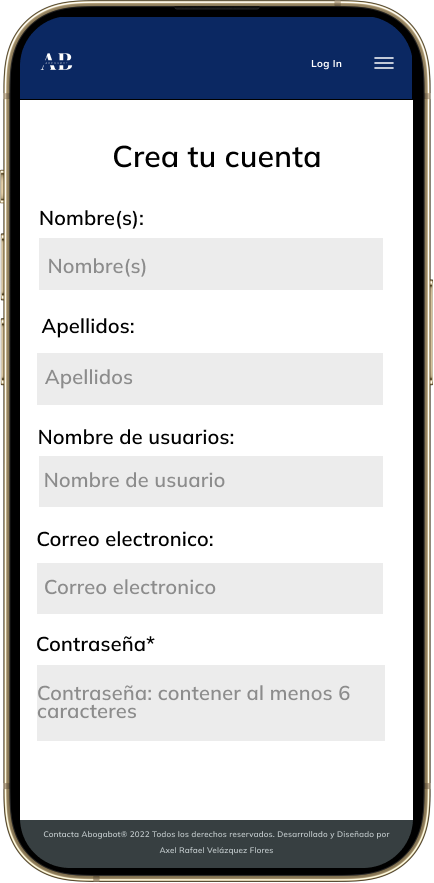 AB
Log In
Crea tu cuenta
Nombre(s):
Nombre(s)
Apellidos:
Apellidos
Nombre de usuarios:
Nombre de usuario
Correo electronico:
Correo electronico
Contraseña*
Contraseña: contener al menos 6
caracteres
Contacta Abogabot® 2022 Todos los derechos reservados. Desarrollado y Diseñado por
Axel Rafael Velázquez Flores